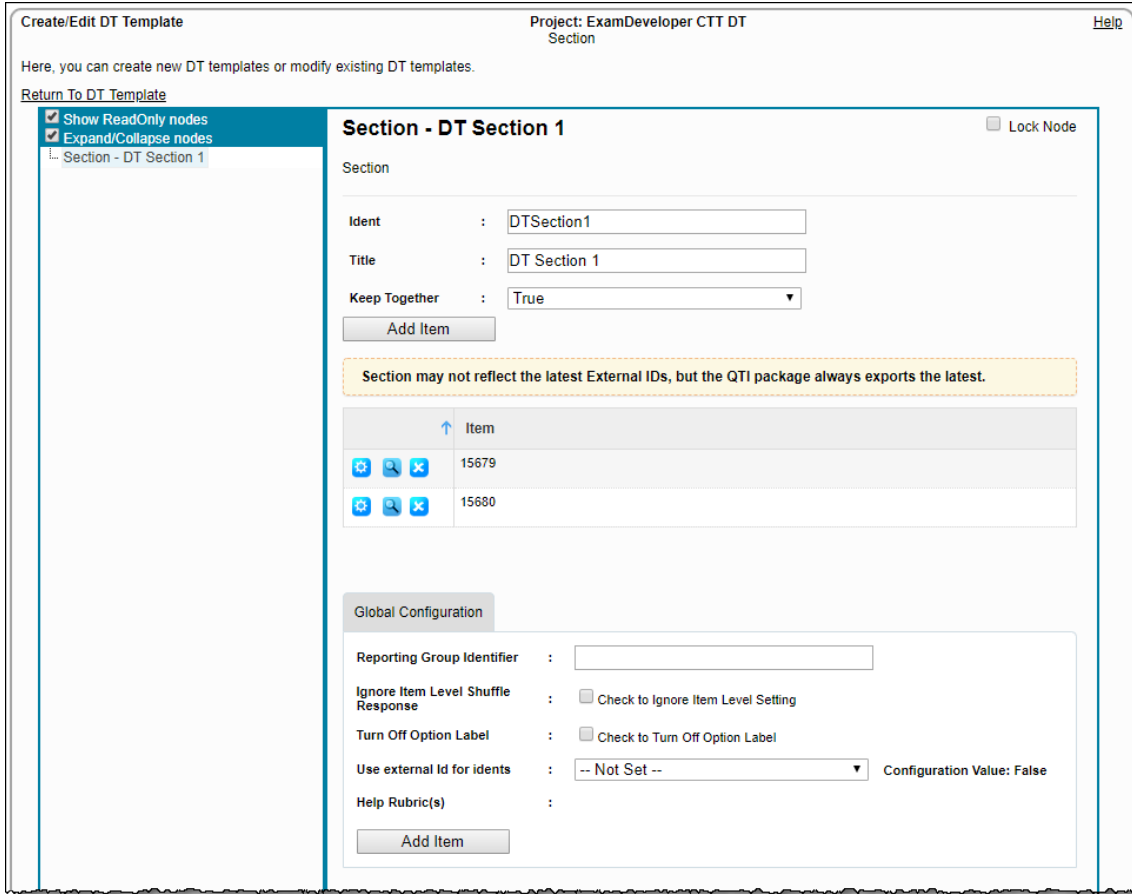 Create/Edit DT Template
Project: ExamDeveloper CTT DT
Help
Section
Here, you can create new DT templates or modify existing DT templates.
Return To DT Template
Show ReadOnly nodes
Expand/Collapse nodes
Section - DT Section 1
Section - DT Section 1
Lock Node
Section
Ident : DTSection1
Title : DT Section 1
Keep Together : True
Add Item
Section may not reflect the latest External IDs, but the QTI package always exports the latest.
Item
15679
15680
Global Configuration
Reporting Group Identifier :
Ignore Item Level Shuffle
Response : Check to Ignore Item Level Setting
Turn Off Option Label : Check to Turn Off Option Label
Use external Id for idents : -- Not Set -- Configuration Value: False
Help Rubric(s) :
Add Item